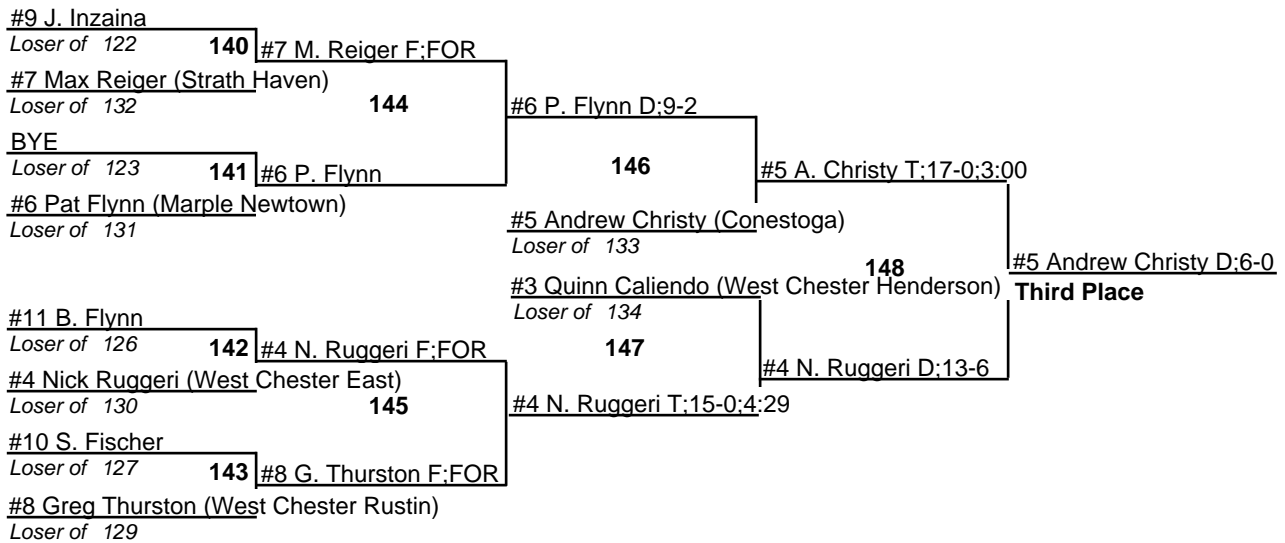 #9 J. Inzaina
Loser of 122
140
#7 M. Reiger F;FOR
#7 Max Reiger (Strath Haven)
Loser of 132
144
#6 P. Flynn D;9-2
BYE
Loser of 123
141
#6 P. Flynn
146
#5 A. Christy T;17-0;3:00
#6 Pat Flynn (Marple Newtown)
Loser of 131
#5 Andrew Christy (Conestoga)
Loser of 133
148
#5 Andrew Christy D;6-0
Third Place
#3 Quinn Caliendo (West Chester Henderson)
Loser of 134
#11 B. Flynn
Loser of 126
142
#4 N. Ruggeri F;FOR
147
#4 N. Ruggeri D;13-6
#4 Nick Ruggeri (West Chester East)
Loser of 130
145
#4 N. Ruggeri T;15-0;4:29
#10 S. Fischer
Loser of 127
143
#8 G. Thurston F;FOR
#8 Greg Thurston (West Chester Rustin)
Loser of 129